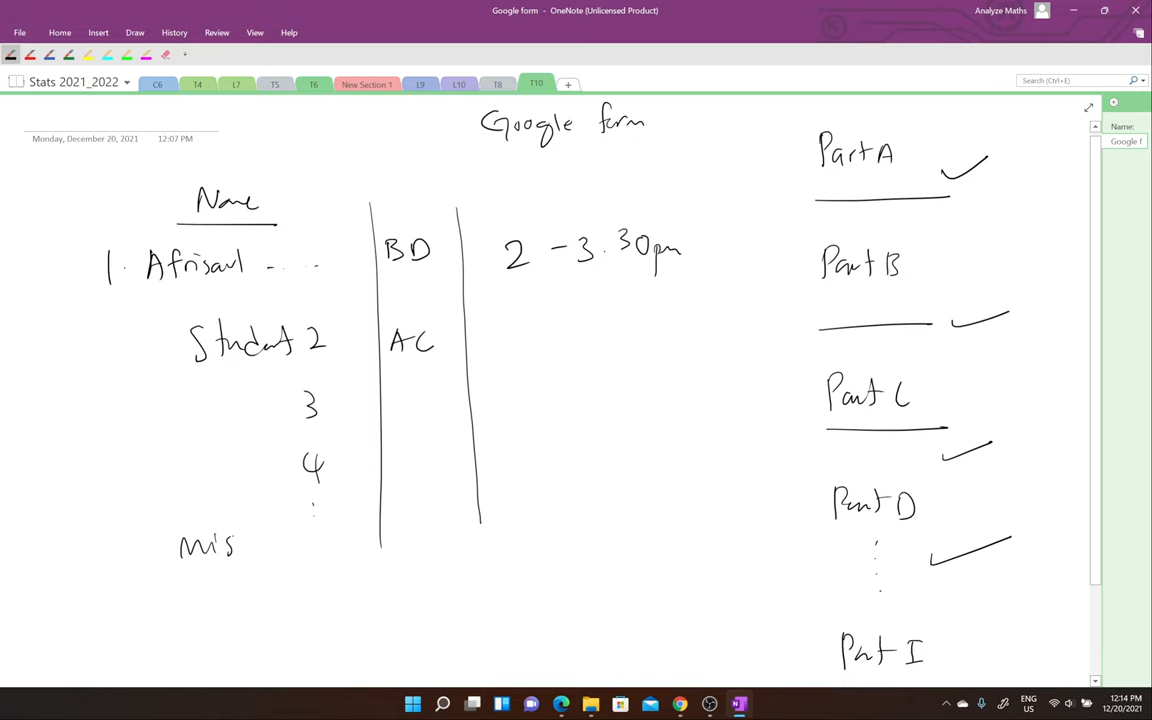 Google form - OneNote (Unlicensed Product)
Analyze Maths
File Home Insert Draw History Review View Help
Stats 2021_2022
C6 T4 L7 T5 T6 New Section 1 L9 L10 T8 T10
Search (Ctrl+E)
Name:
Google f
Monday, December 20, 2021 12:07 PM
Google form
Name
1. Afrisawl - ....
BD
2 - 3.30pm
Student 2
AC
3
4
mis
Part A
Part B
Part C
Part D
Part I
ENG
US
12:14 PM
12/20/2021